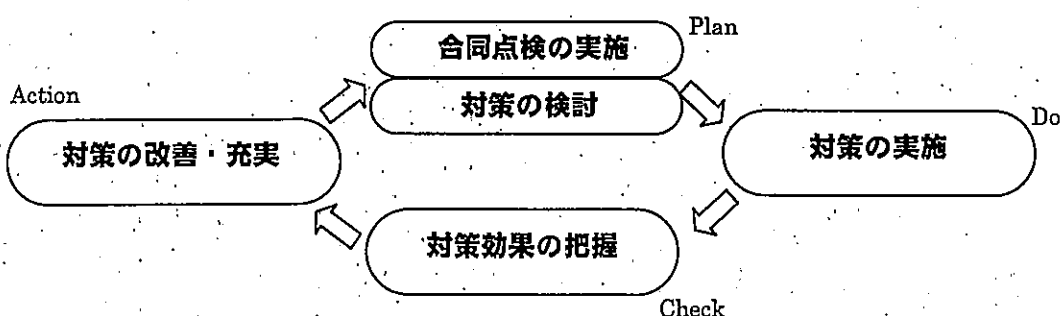 合同点検の実施
Plan
対策の検討
Action
対策の改善・充実
対策の実施
Do
対策効果の把握
Check